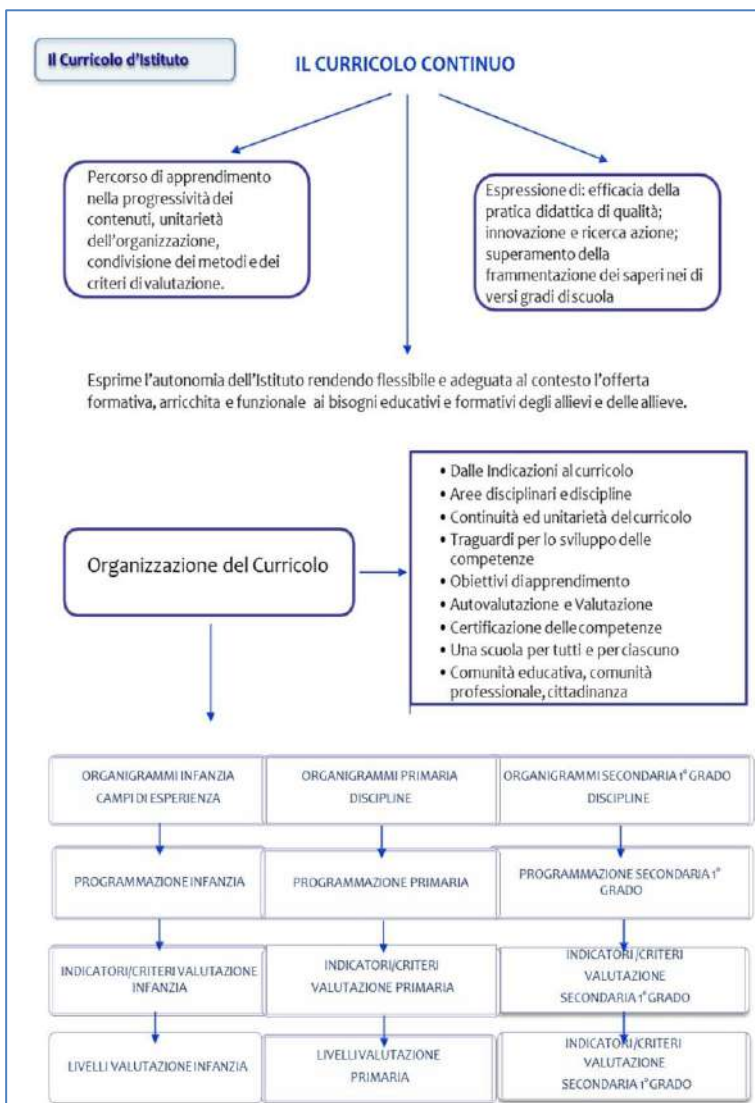 Il Curricolo d'Istituto
IL CURRICOLO CONTINUO
Percorso di apprendimento
nella progressività dei
contenuti, unitarietà
dell'organizzazione,
condivisione dei metodi e dei
criteri di valutazione.
Espressione di: efficacia della
pratica didattica di qualità;
innovazione e ricerca azione;
superamento della
frammentazione dei saperi nei di
versi gradi di scuola
Esprime l'autonomia dell'Istituto rendendo flessibile e adeguata al contesto l'offerta
formativa, arricchita e funzionale ai bisogni educativi e formativi degli allievi e delle allieve.
Organizzazione del Curricolo
• Dalle Indicazioni al curricolo
• Aree disciplinari e discipline
• Continuità ed unitarietà del curricolo
• Traguardi per lo sviluppo delle
competenze
• Obiettivi di apprendimento
• Autovalutazione e Valutazione
• Certificazione delle competenze
• Una scuola per tutti e per ciascuno
• Comunità educativa, comunità
professionale, cittadinanza
ORGANIGRAMMI INFANZIA
CAMPI DI ESPERIENZA
ORGANIGRAMMI PRIMARIA
DISCIPLINE
ORGANIGRAMMI SECONDARIA 1° GRADO
DISCIPLINE
PROGRAMMAZIONE INFANZIA
PROGRAMMAZIONE PRIMARIA
PROGRAMMAZIONE SECONDARIA 1°
GRADO
INDICATORI/CRITERI VALUTAZIONE
INFANZIA
INDICATORI/CRITERI
VALUTAZIONE PRIMARIA
INDICATORI/CRITERI
VALUTAZIONE
SECONDARIA 1° GRADO
LIVELLI VALUTAZIONE INFANZIA
LIVELLI VALUTAZIONE
PRIMARIA
INDICATORI/CRITERI
VALUTAZIONE
SECONDARIA 1° GRADO